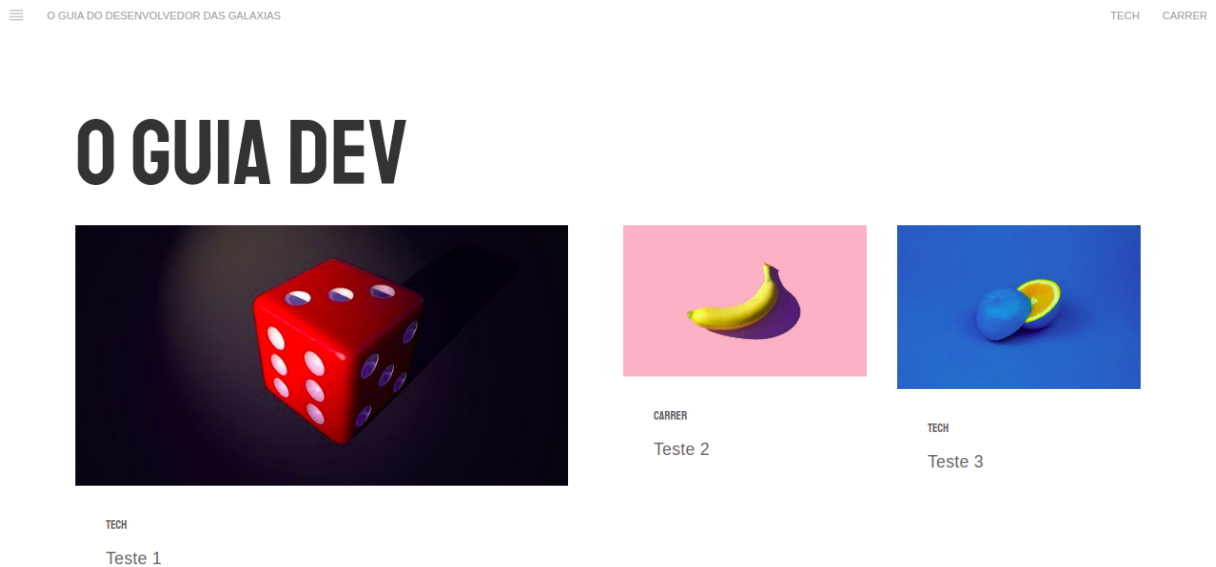 O GUIA DO DESENVOLVEDOR DAS GALAXIAS
TECH
CARRER
O GUIA DEV
TECH
Teste 1
CARRER
Teste 2
TECH
Teste 3